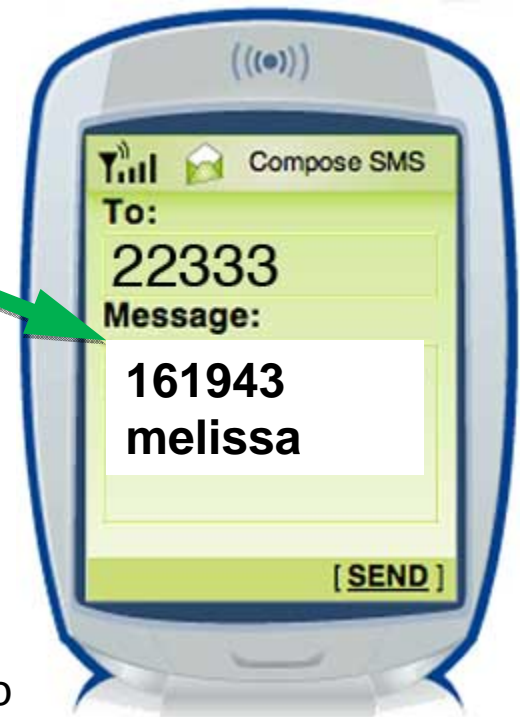 Compose SMS
To:
22333
Message:
161943
melissa
[ SEND ]